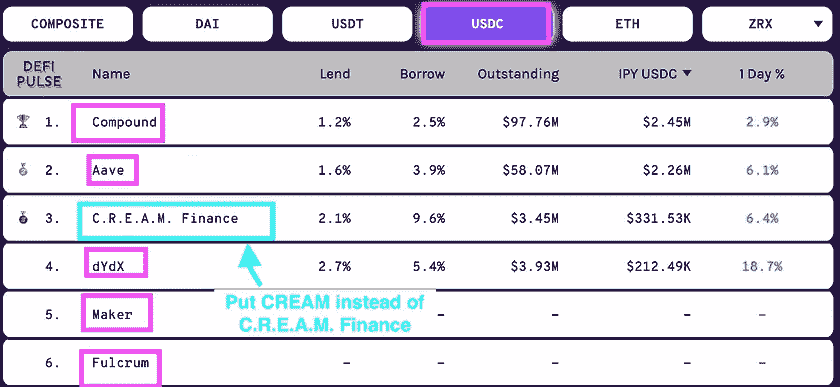 COMPOSITE DAI USDT USDC ETH ZRX ▼
DEFI PULSE Name Lend Borrow Outstanding IPY USDC ▼ 1 Day %
1. Compound 1.2% 2.5% $97.76M $2.45M 2.9%
2. Aave 1.6% 3.9% $58.07M $2.26M 6.1%
3. C.R.E.A.M. Finance 2.1% 9.6% $3.45M $331.53K 6.4%
4. dYdX 2.7% 5.4% $3.93M $212.49K 18.7%
Put CREAM instead of
C.R.E.A.M. Finance
5. Maker – – –
6. Fulcrum – – – – –